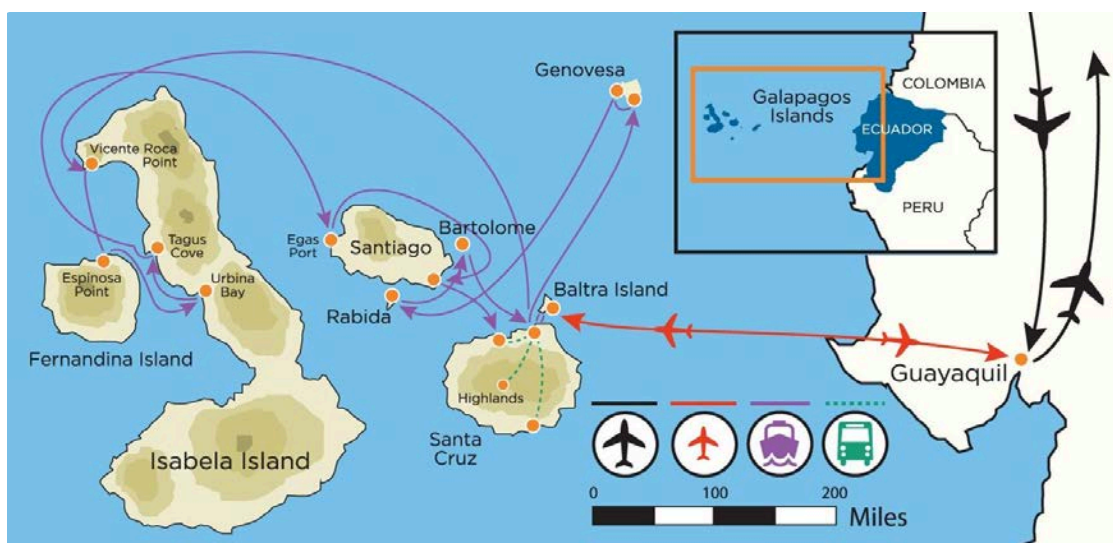 Genovesa
COLOMBIA
Galapagos
Islands
ECUADOR
PERU
Vicente Roca
Point
Tagus
Cove
Egas
Port
Santiago
Bartolome
Espinosa
Point
Urbina
Bay
Rabida
Baltra Island
Fernandina Island
Guayaquil
Highlands
Santa
Cruz
Isabela Island
0 100 200
Miles